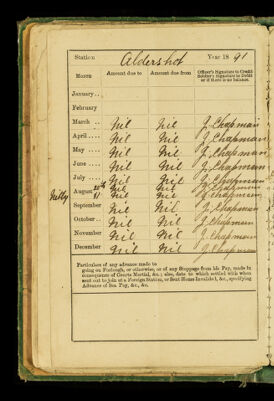 Station Aldershot Year 1891
Month Amount due to Amount due from Officer's Signature to Credit Soldier's Signature to Debit or if there is no balance.
January..
February
March .. Nil Nil J. Chapman
April.... Nil Nil J. Chapman
May .... Nil Nil J. Chapman
June .... Nil Nil J. Chapman
July .... Nil Nil J. Chapman
August Nil Nil J. Chapman
Nil Nil J. Chapman
September Nil Nil J. Chapman
October .. Nil Nil J. Chapman
November Nil Nil J. Chapman
December Nil Nil J. Chapman
Particulars of any advance made to
going on Furlough, or otherwise, or of any Stoppage from his Pay, made in
consequence of Courts Martial, &c.; also, date to which settled with when
sent out to join at a Foreign Station, or Sent Home Invalided, &c., specifying
Advance of Sea Pay, &c., &c.